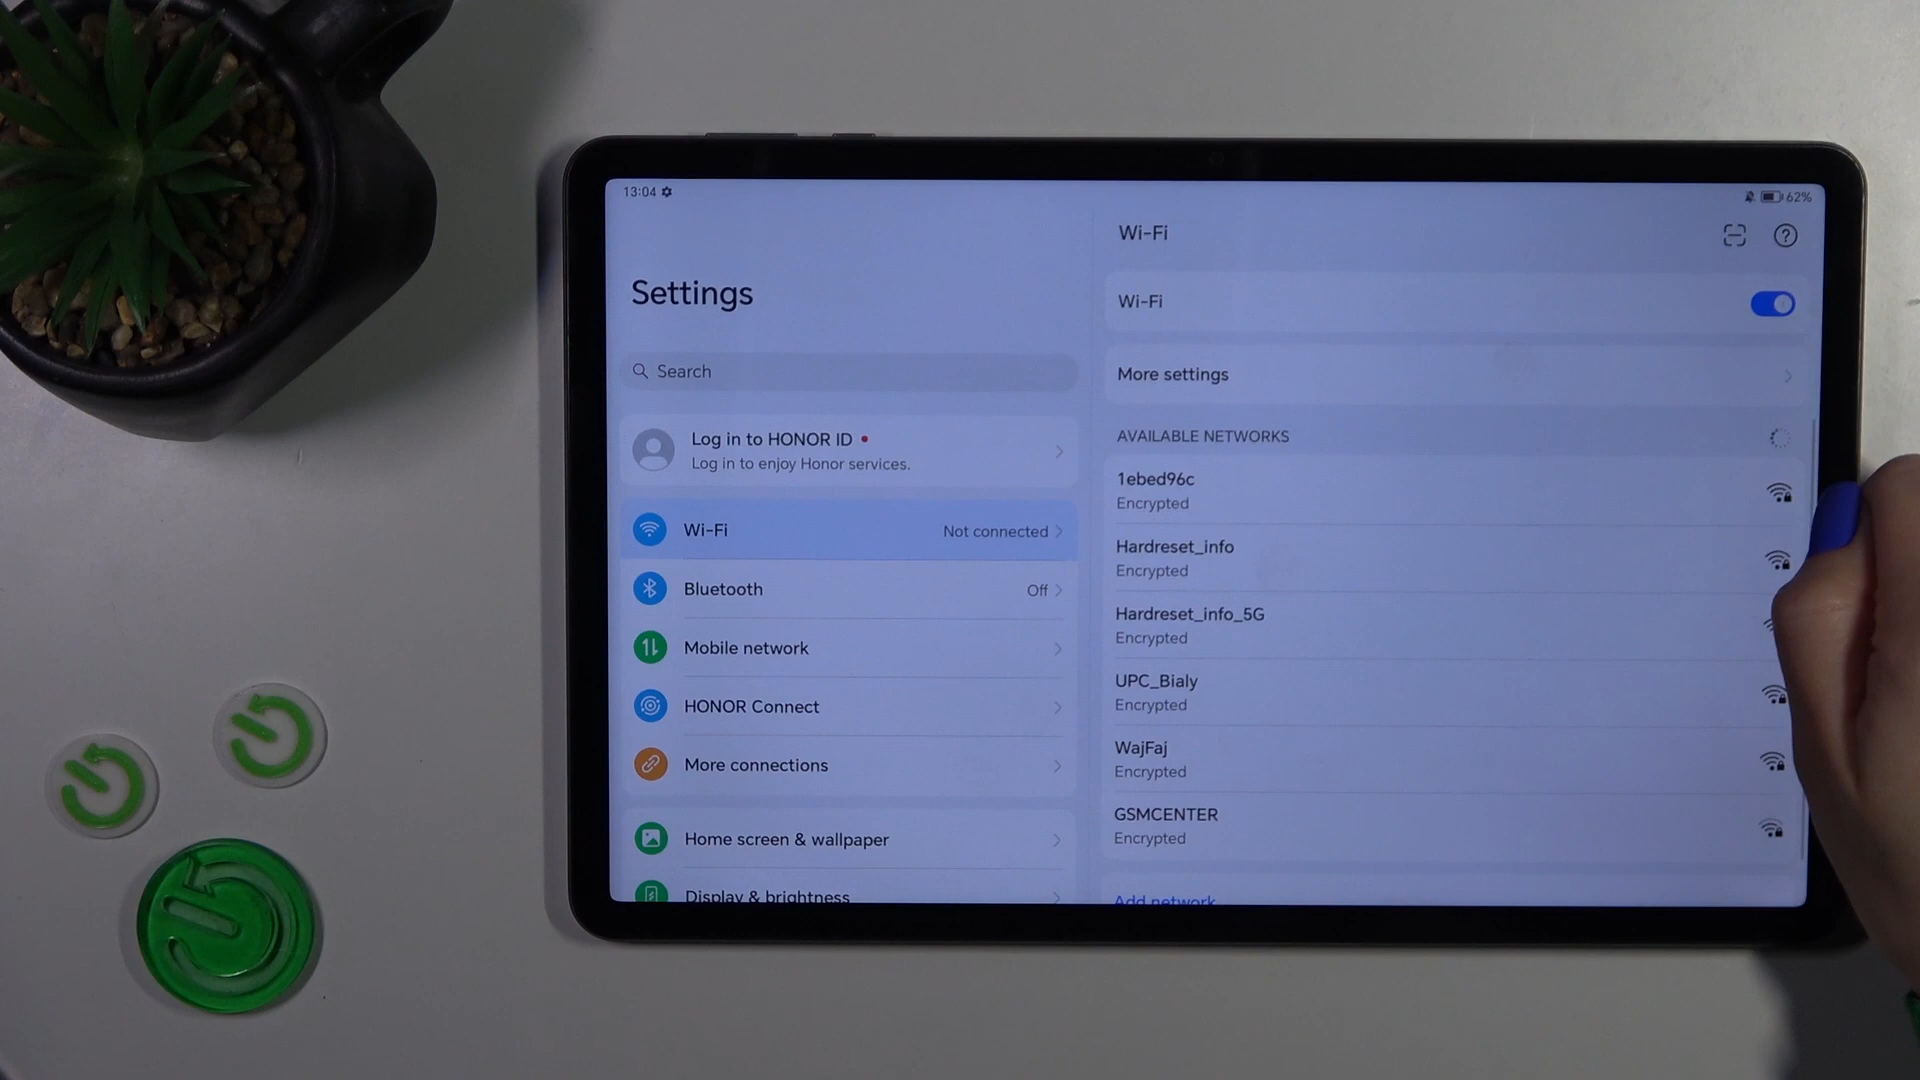 13:04
62%
Settings
Search
Log in to HONOR ID
Log in to enjoy Honor services.
Wi-Fi
Not connected
Bluetooth
Off
Mobile network
HONOR Connect
More connections
Home screen & wallpaper
Display & brightness
Wi-Fi
Wi-Fi
More settings
AVAILABLE NETWORKS
1ebed96c
Encrypted
Hardreset_info
Encrypted
Hardreset_info_5G
Encrypted
UPC_Bialy
Encrypted
WajFaj
Encrypted
GSMCENTER
Encrypted
Add network